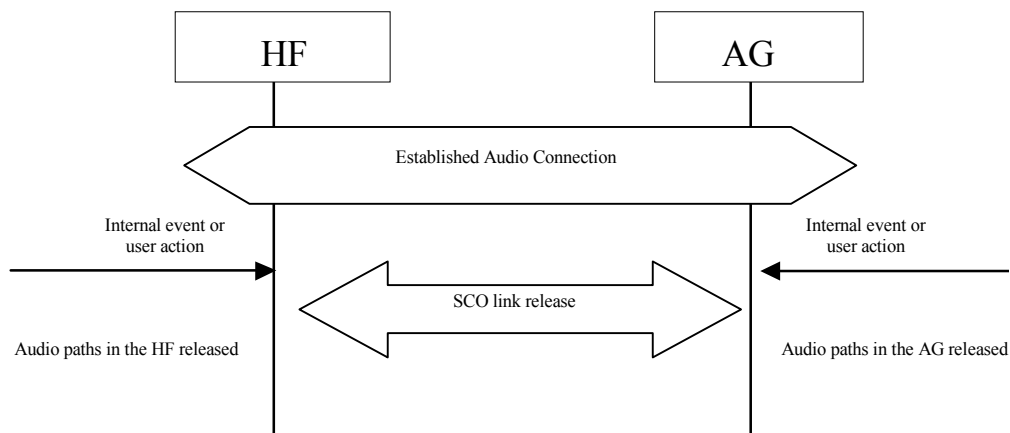 HF
AG
Established Audio Connection
Internal event or
user action
Internal event or
user action
SCO link release
Audio paths in the HF released
Audio paths in the AG released